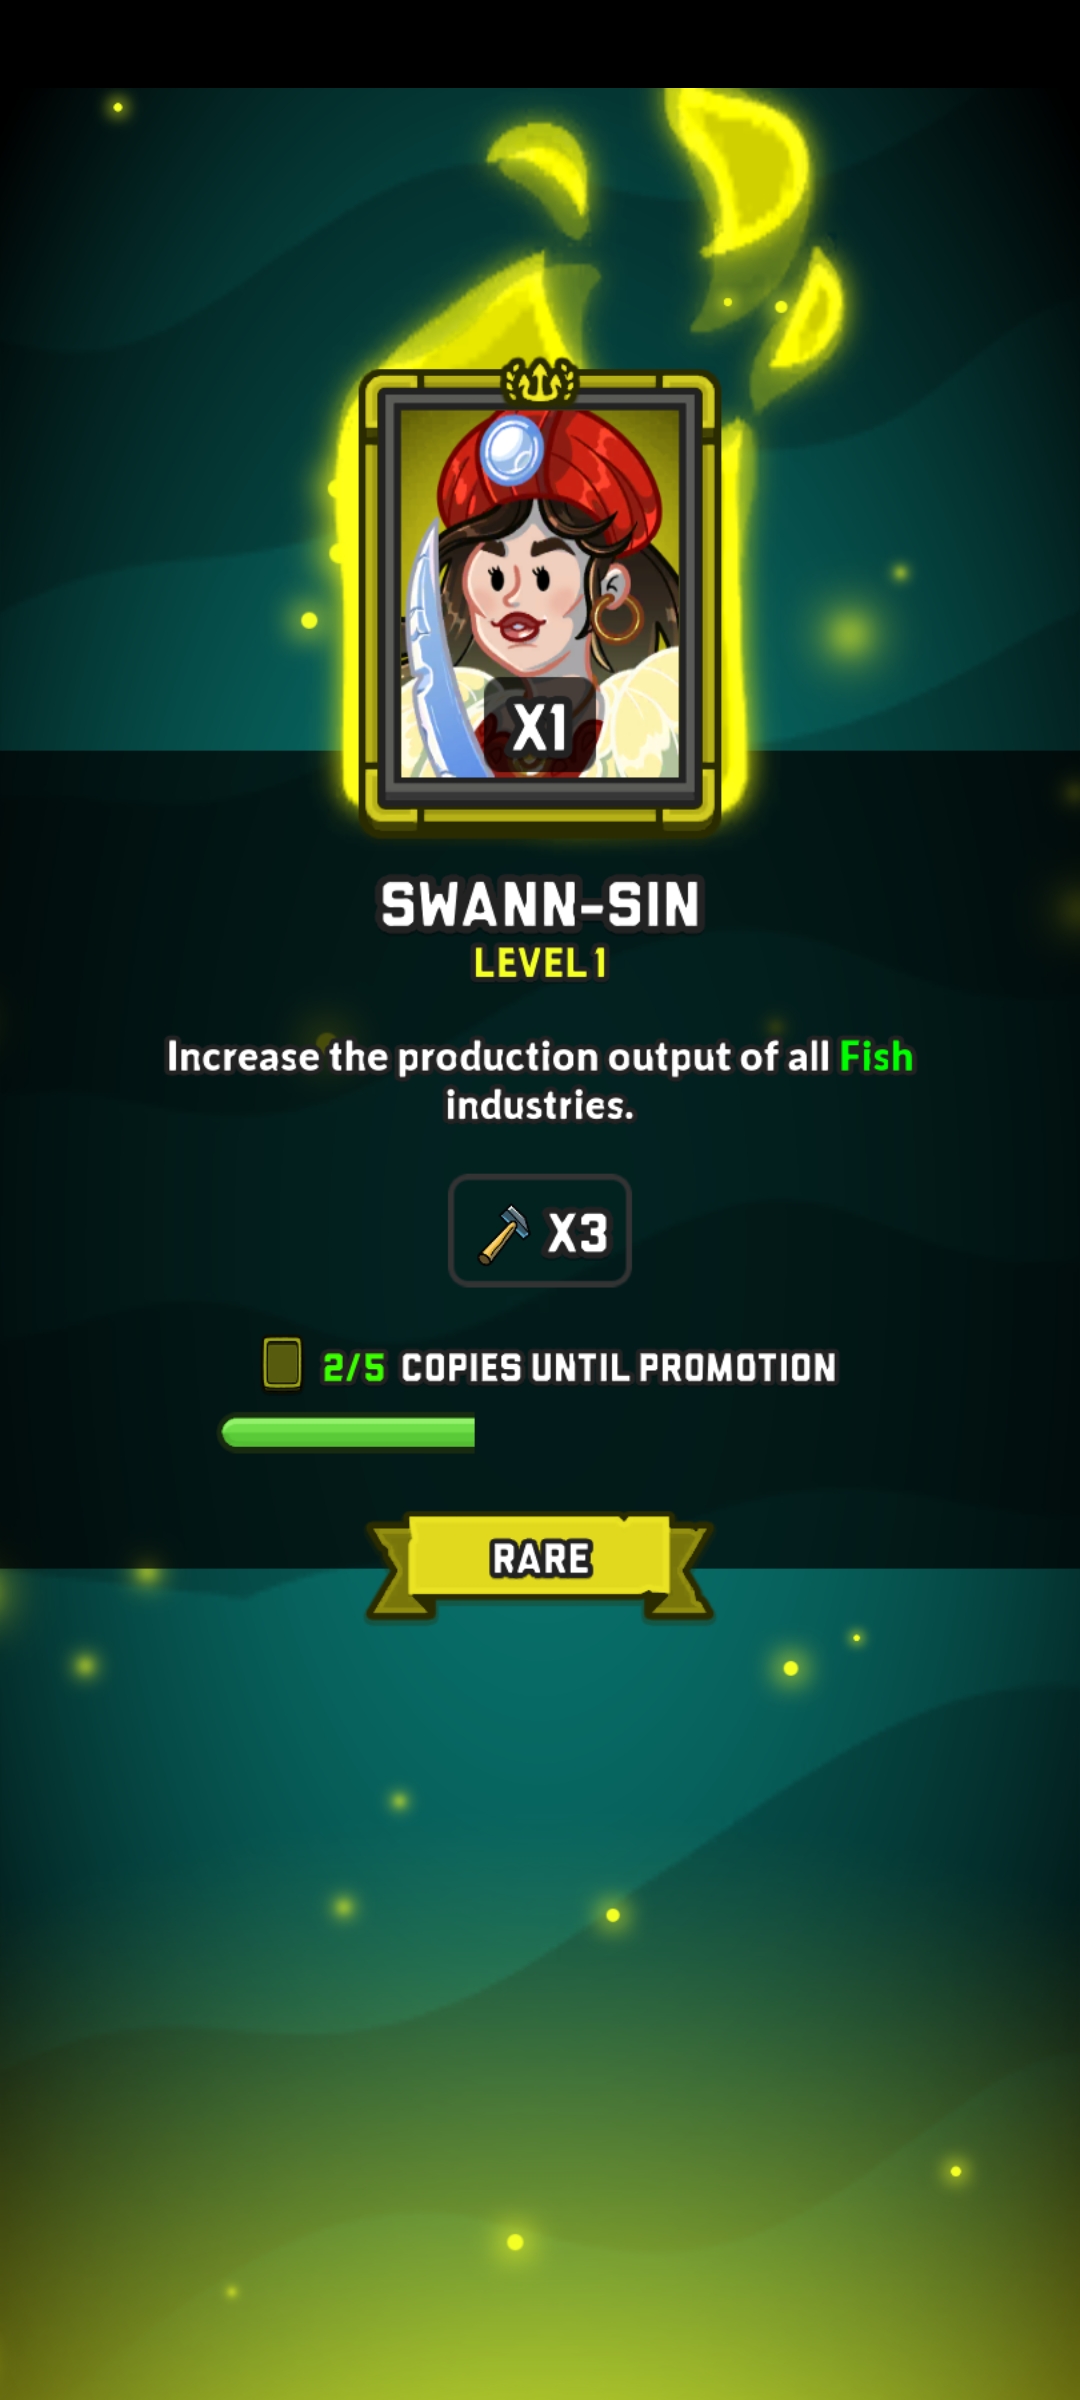 X1
SWANN-SIN
LEVEL 1
Increase the production output of all Fish
industries.
X3
2/5 COPIES UNTIL PROMOTION
RARE